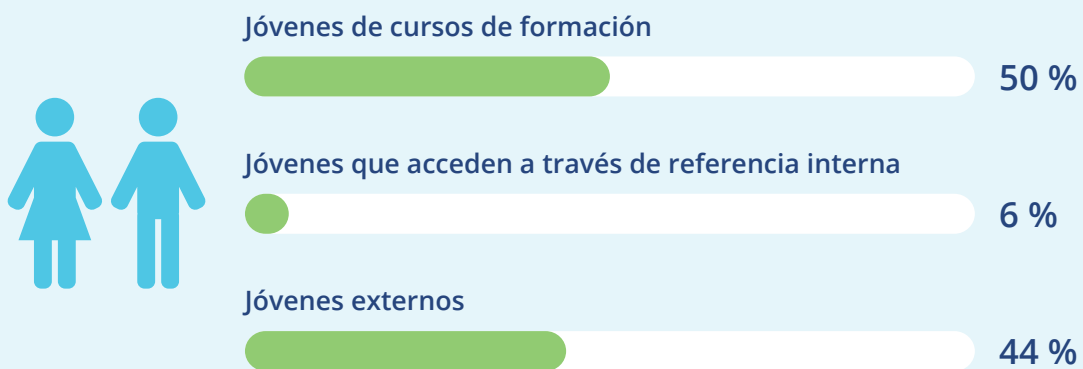 Jóvenes de cursos de formación
50 %
Jóvenes que acceden a través de referencia interna
6 %
Jóvenes externos
44 %